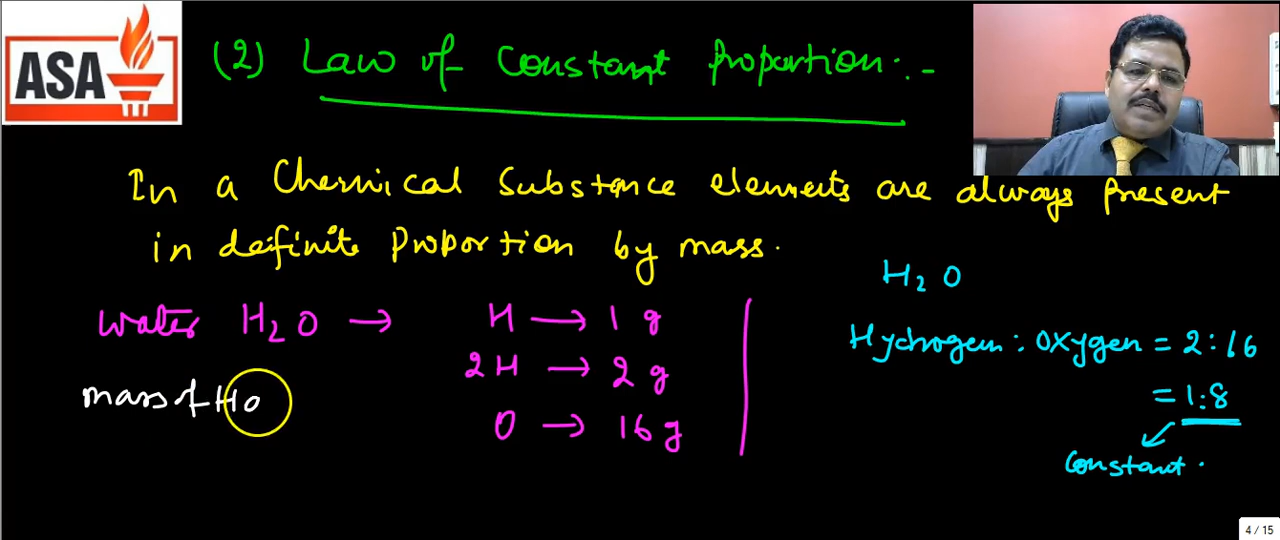 ASA
(2) Law of Constant Proportion:-
In a Chemical Substance elements are always present
in definite Proportion by mass.
H2O
water H2O → H → 1 g
Hydrogen : Oxygen = 2:16
2H → 2 g
mass of Ho
= 1:8
O → 16 g
Constant.
4 / 15